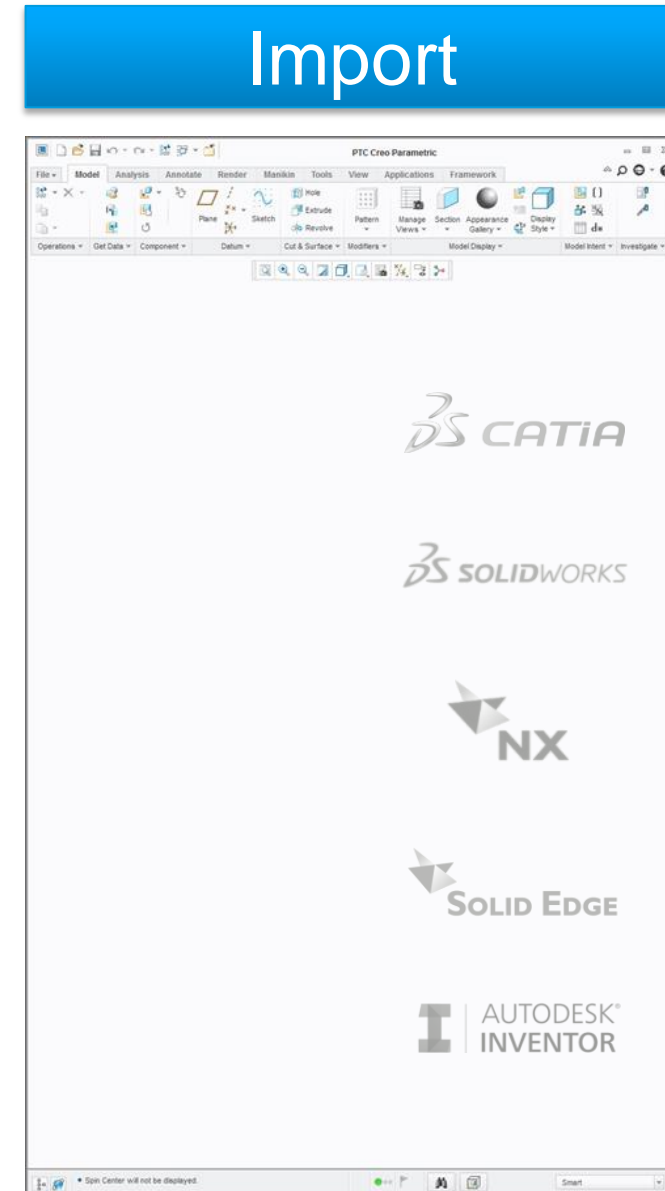 Import
PTC Creo Parametric
File Model Analysis Annotate Render Manikin Tools View Applications Framework
Hole
Extrude
Revolve
Plane
Sketch
Pattern
Manage Views
Section
Appearance Gallery
Display Style
d=
Operations Get Data Component Datum Cut & Surface Modifiers Model Display Model Intent Investigate
CATIA
SOLIDWORKS
NX
SOLID EDGE
AUTODESK®
INVENTOR
• Spin Center will not be displayed.
Smart